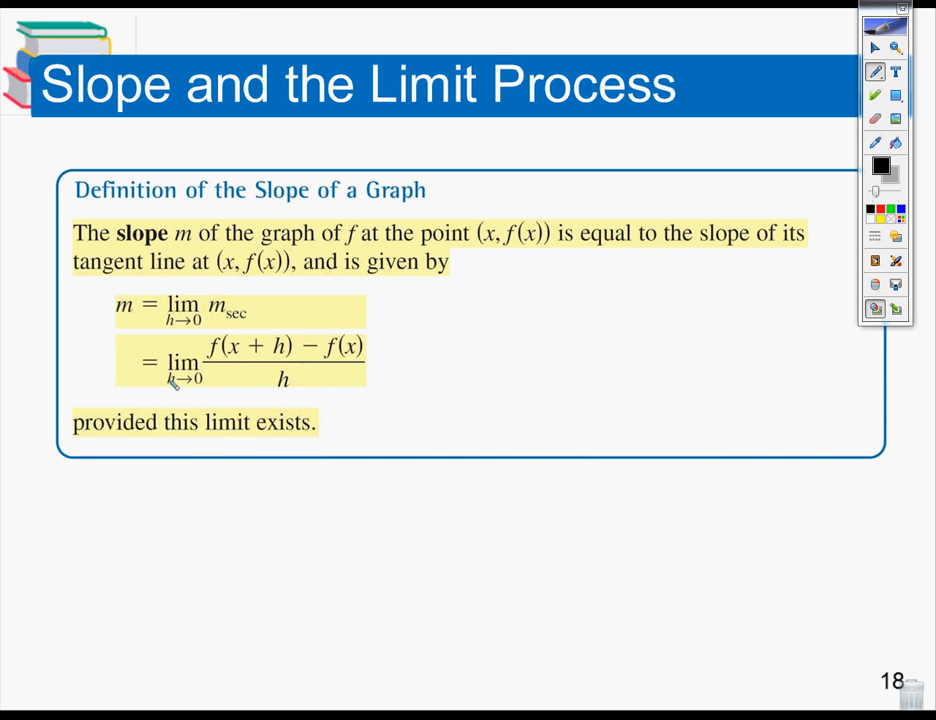 Slope and the Limit Process
Definition of the Slope of a Graph
The slope m of the graph of f at the point (x, f(x)) is equal to the slope of its
tangent line at (x, f(x)), and is given by
m = lim h→0 m sec
= lim h→0 f(x + h) − f(x) / h
provided this limit exists.
18
T